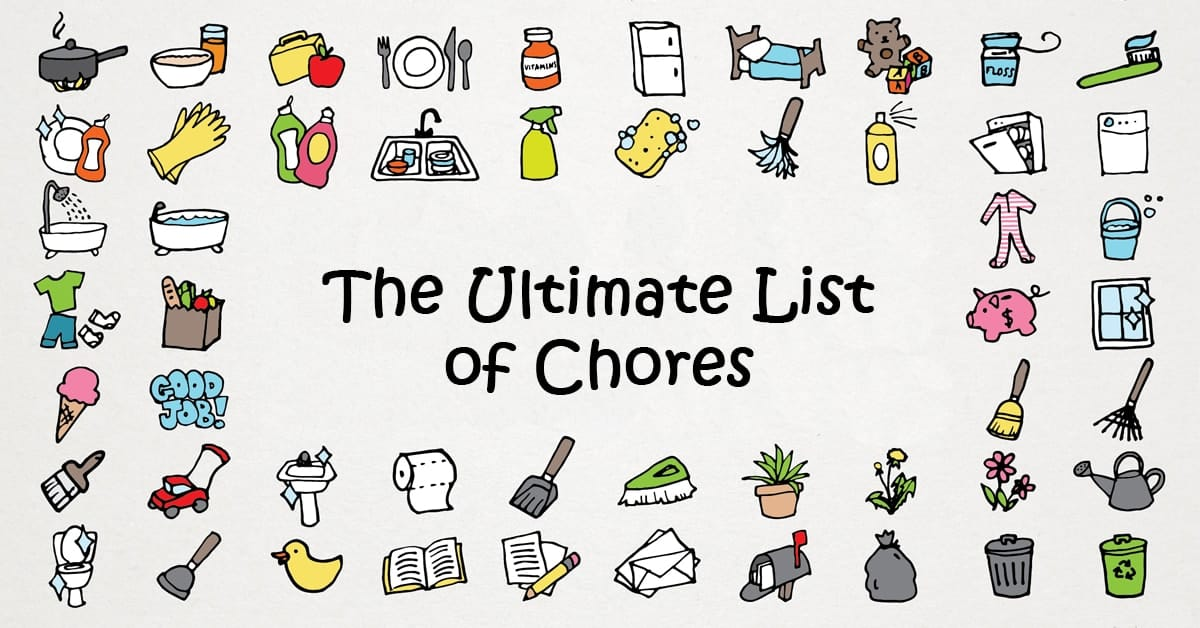 VITAMINS
FLOSS
A
B
A
The Ultimate List
of Chores
$
GOOD
JOB!